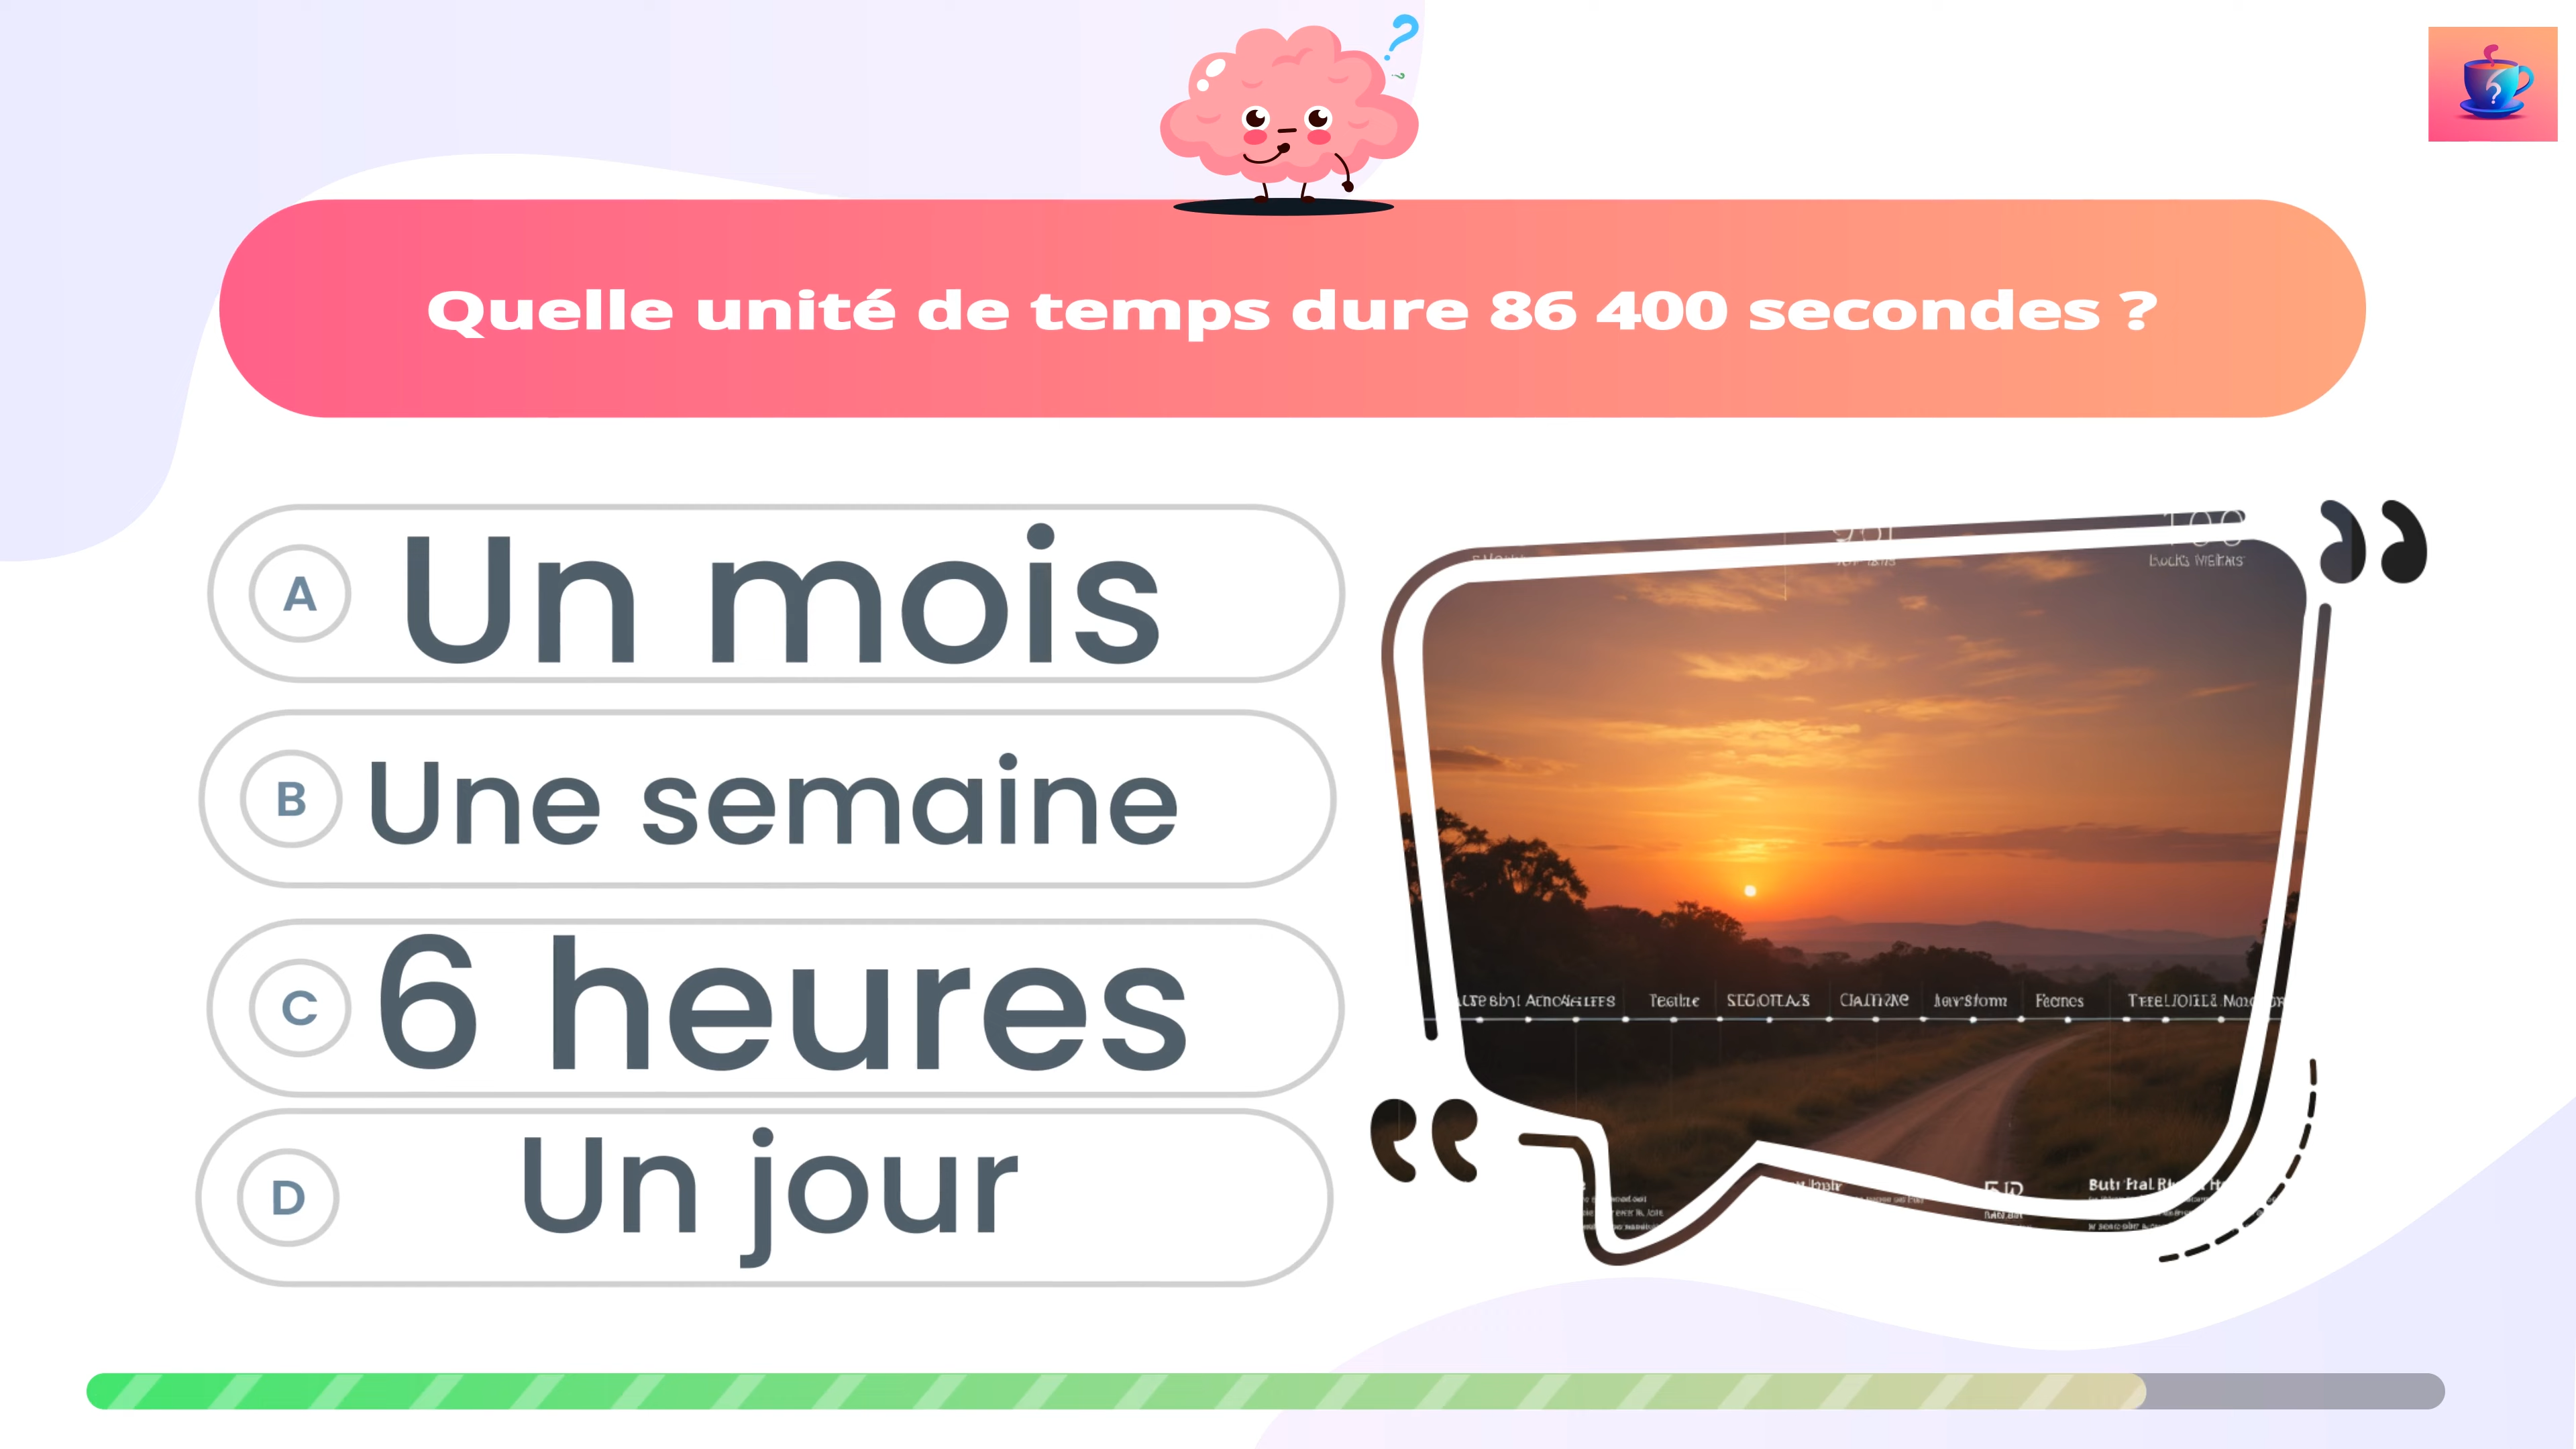 Quelle unité de temps dure 86 400 secondes ?
A Un mois
B Une semaine
C 6 heures
D Un jour